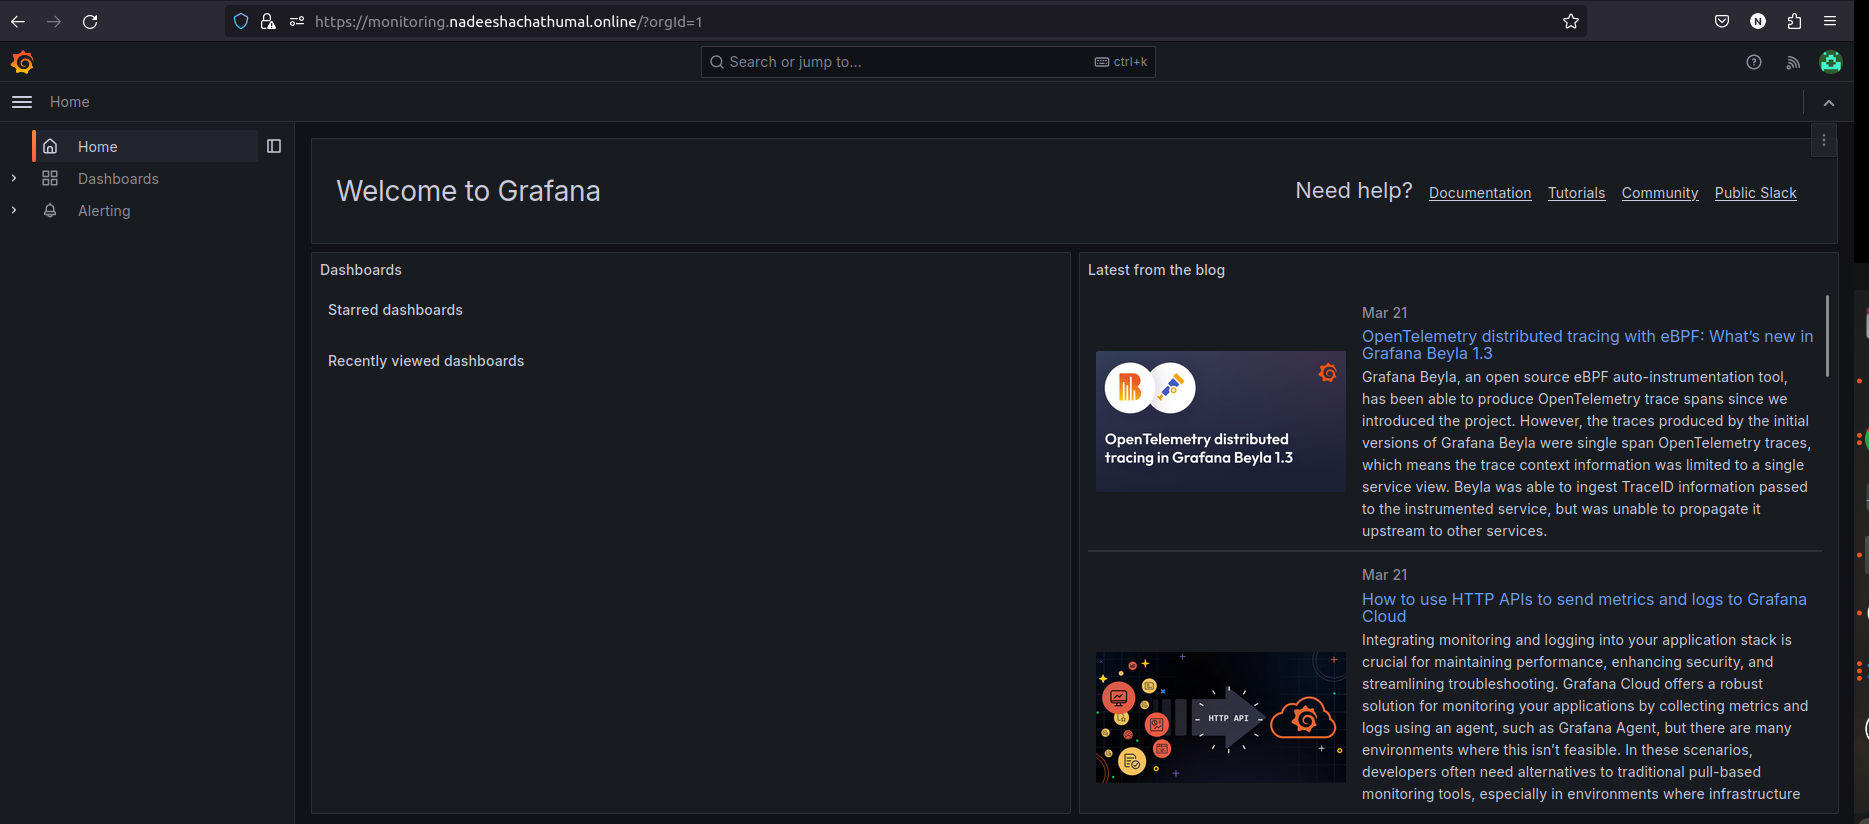 https://monitoring.nadeeshachathumal.online/?orgId=1
N
Search or jump to...
ctrl+k
Home
Home
Dashboards
Alerting
Welcome to Grafana
Need help?
Documentation
Tutorials
Community
Public Slack
Dashboards
Starred dashboards
Recently viewed dashboards
Latest from the blog
OpenTelemetry distributed
tracing in Grafana Beyla 1.3
Mar 21
OpenTelemetry distributed tracing with eBPF: What’s new in
Grafana Beyla 1.3
Grafana Beyla, an open source eBPF auto-instrumentation tool,
has been able to produce OpenTelemetry trace spans since we
introduced the project. However, the traces produced by the initial
versions of Grafana Beyla were single span OpenTelemetry traces,
which means the trace context information was limited to a single
service view. Beyla was able to ingest TraceID information passed
to the instrumented service, but was unable to propagate it
upstream to other services.
HTTP API
Mar 21
How to use HTTP APIs to send metrics and logs to Grafana
Cloud
Integrating monitoring and logging into your application stack is
crucial for maintaining performance, enhancing security, and
streamlining troubleshooting. Grafana Cloud offers a robust
solution for monitoring your applications by collecting metrics and
logs using an agent, such as Grafana Agent, but there are many
environments where this isn’t feasible. In these scenarios,
developers often need alternatives to traditional pull-based
monitoring tools, especially in environments where infrastructure